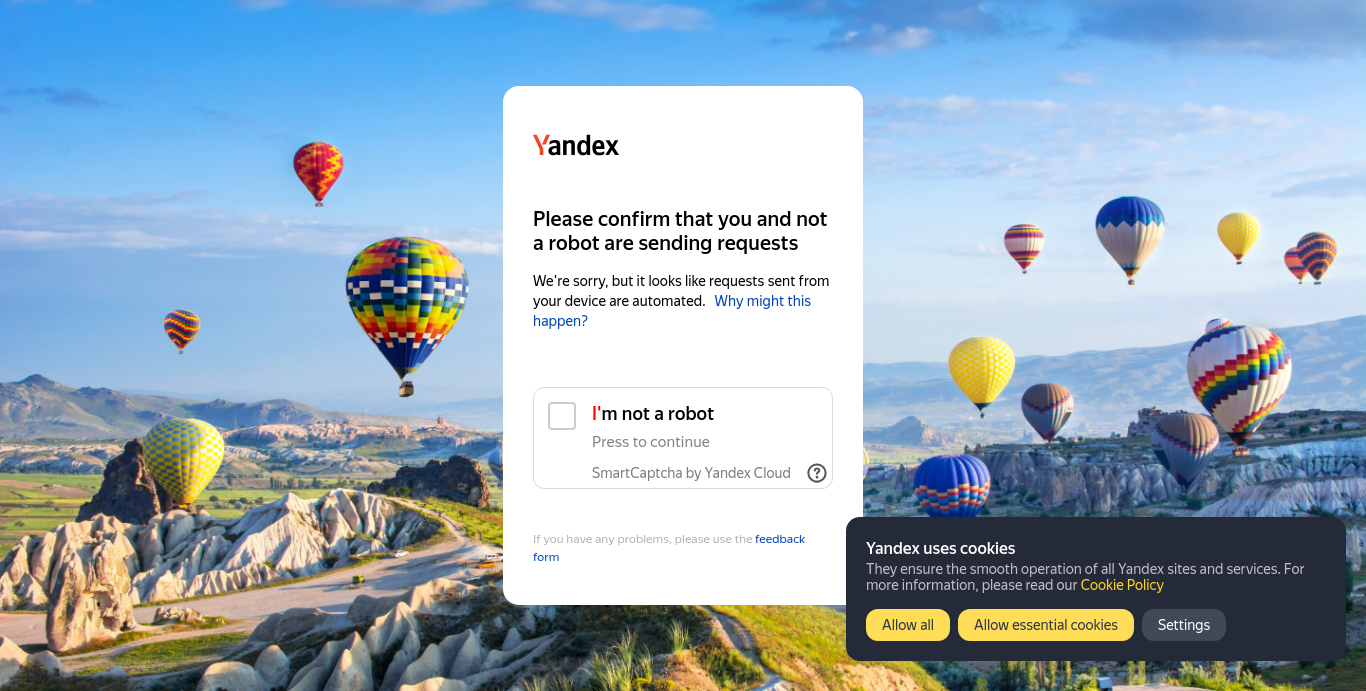 Yandex
Please confirm that you and not
a robot are sending requests
We're sorry, but it looks like requests sent from
your device are automated. Why might this
happen?
I'm not a robot
Press to continue
SmartCaptcha by Yandex Cloud ?
If you have any problems, please use the feedback
form
Yandex uses cookies
They ensure the smooth operation of all Yandex sites and services. For
more information, please read our Cookie Policy
Allow all Allow essential cookies Settings